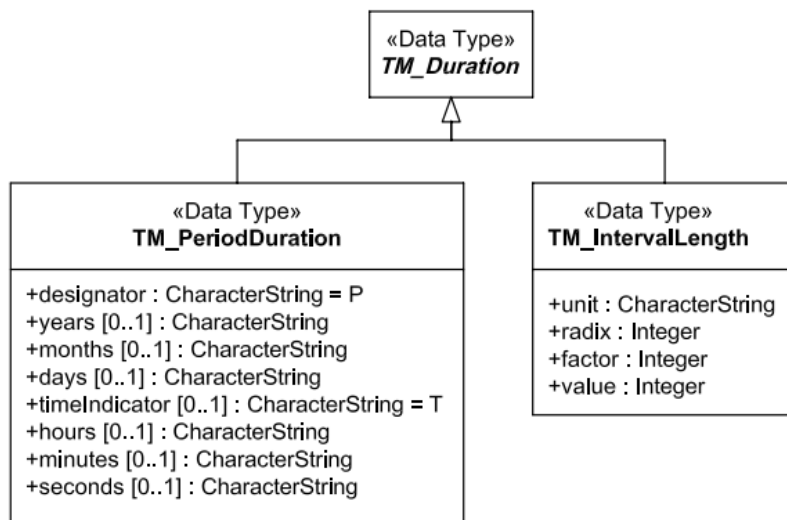 «Data Type»
TM_Duration
«Data Type»
TM_PeriodDuration
+designator : CharacterString = P
+years [0..1] : CharacterString
+months [0..1] : CharacterString
+days [0..1] : CharacterString
+timeIndicator [0..1] : CharacterString = T
+hours [0..1] : CharacterString
+minutes [0..1] : CharacterString
+seconds [0..1] : CharacterString
«Data Type»
TM_IntervalLength
+unit : CharacterString
+radix : Integer
+factor : Integer
+value : Integer